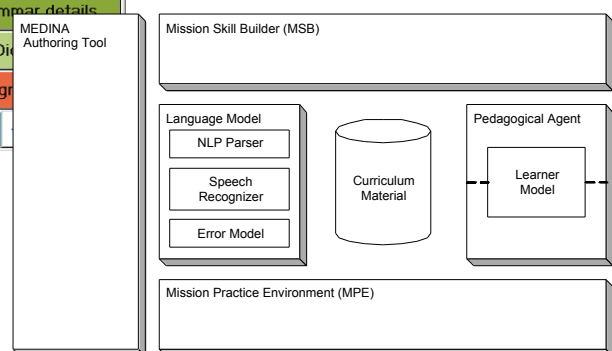 details
MEDINA
Authoring Tool
Mission Skill Builder (MSB)
Language Model
NLP Parser
Speech
Recognizer
Error Model
Curriculum
Material
Pedagogical Agent
Learner
Model
Mission Practice Environment (MPE)